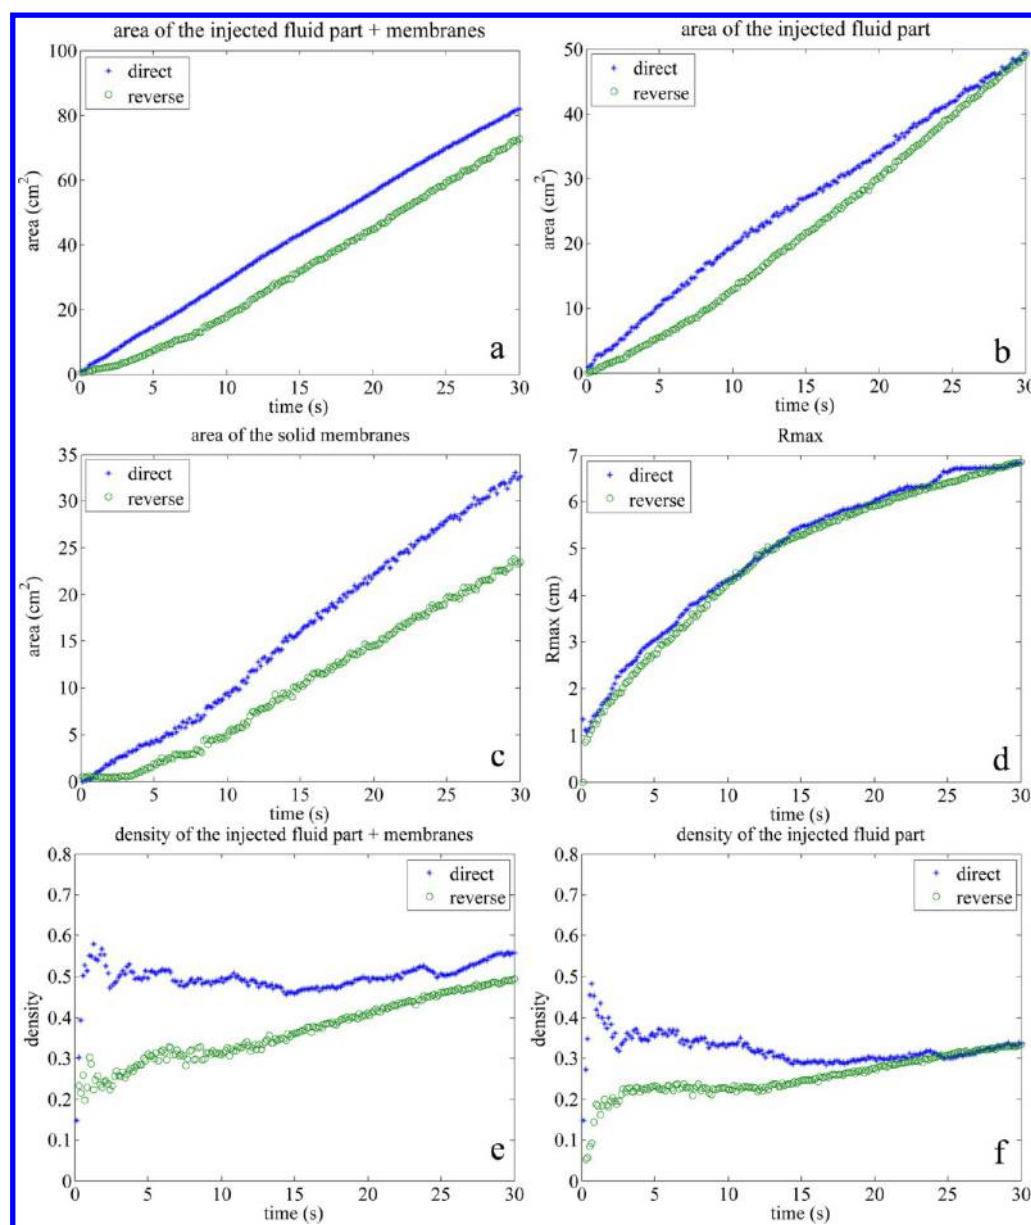 area of the injected fluid part + membranes
100
80
60
40
20
0
area (cm²)
direct
reverse
a
0 5 10 15 20 25 30
time (s)
area of the injected fluid part
50
40
30
20
10
0
area (cm²)
direct
reverse
b
0 5 10 15 20 25 30
time (s)
area of the solid membranes
35
30
25
20
15
10
5
0
area (cm²)
direct
reverse
c
0 5 10 15 20 25 30
time (s)
Rmax
7
6
5
4
3
2
1
0
Rmax (cm)
direct
reverse
d
0 5 10 15 20 25 30
time (s)
density of the injected fluid part + membranes
0.8
0.7
0.6
0.5
0.4
0.3
0.2
0.1
0
density
direct
reverse
e
0 5 10 15 20 25 30
time (s)
density of the injected fluid part
0.8
0.7
0.6
0.5
0.4
0.3
0.2
0.1
0
density
direct
reverse
f
0 5 10 15 20 25 30
time (s)